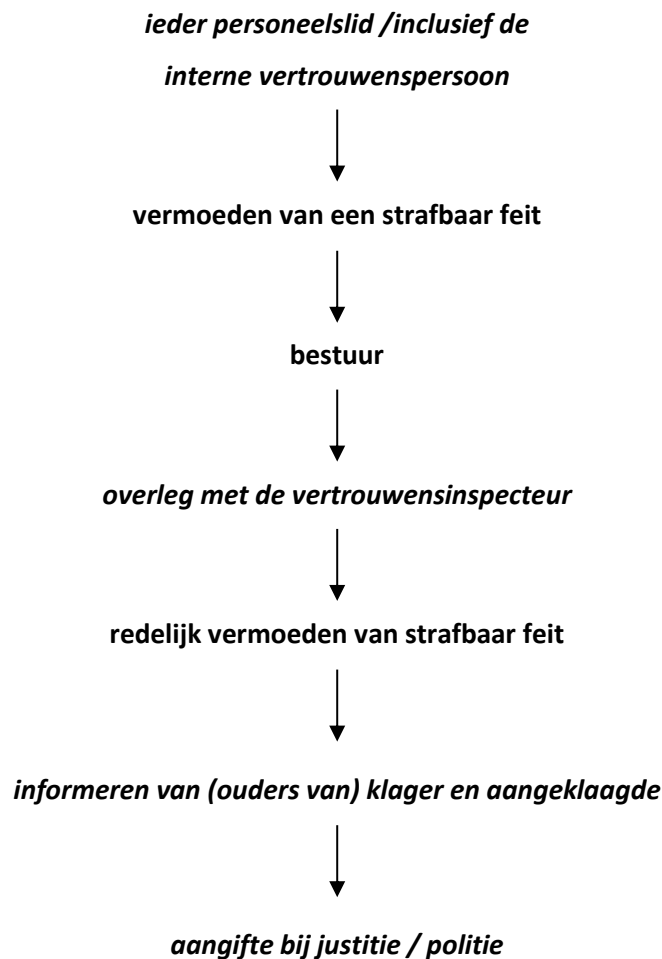 ieder personeelslid /inclusief de
interne vertrouwenspersoon
vermoeden van een strafbaar feit
bestuur
overleg met de vertrouwensinspecteur
redelijk vermoeden van strafbaar feit
informeren van (ouders van) klager en aangeklaagde
aangifte bij justitie / politie